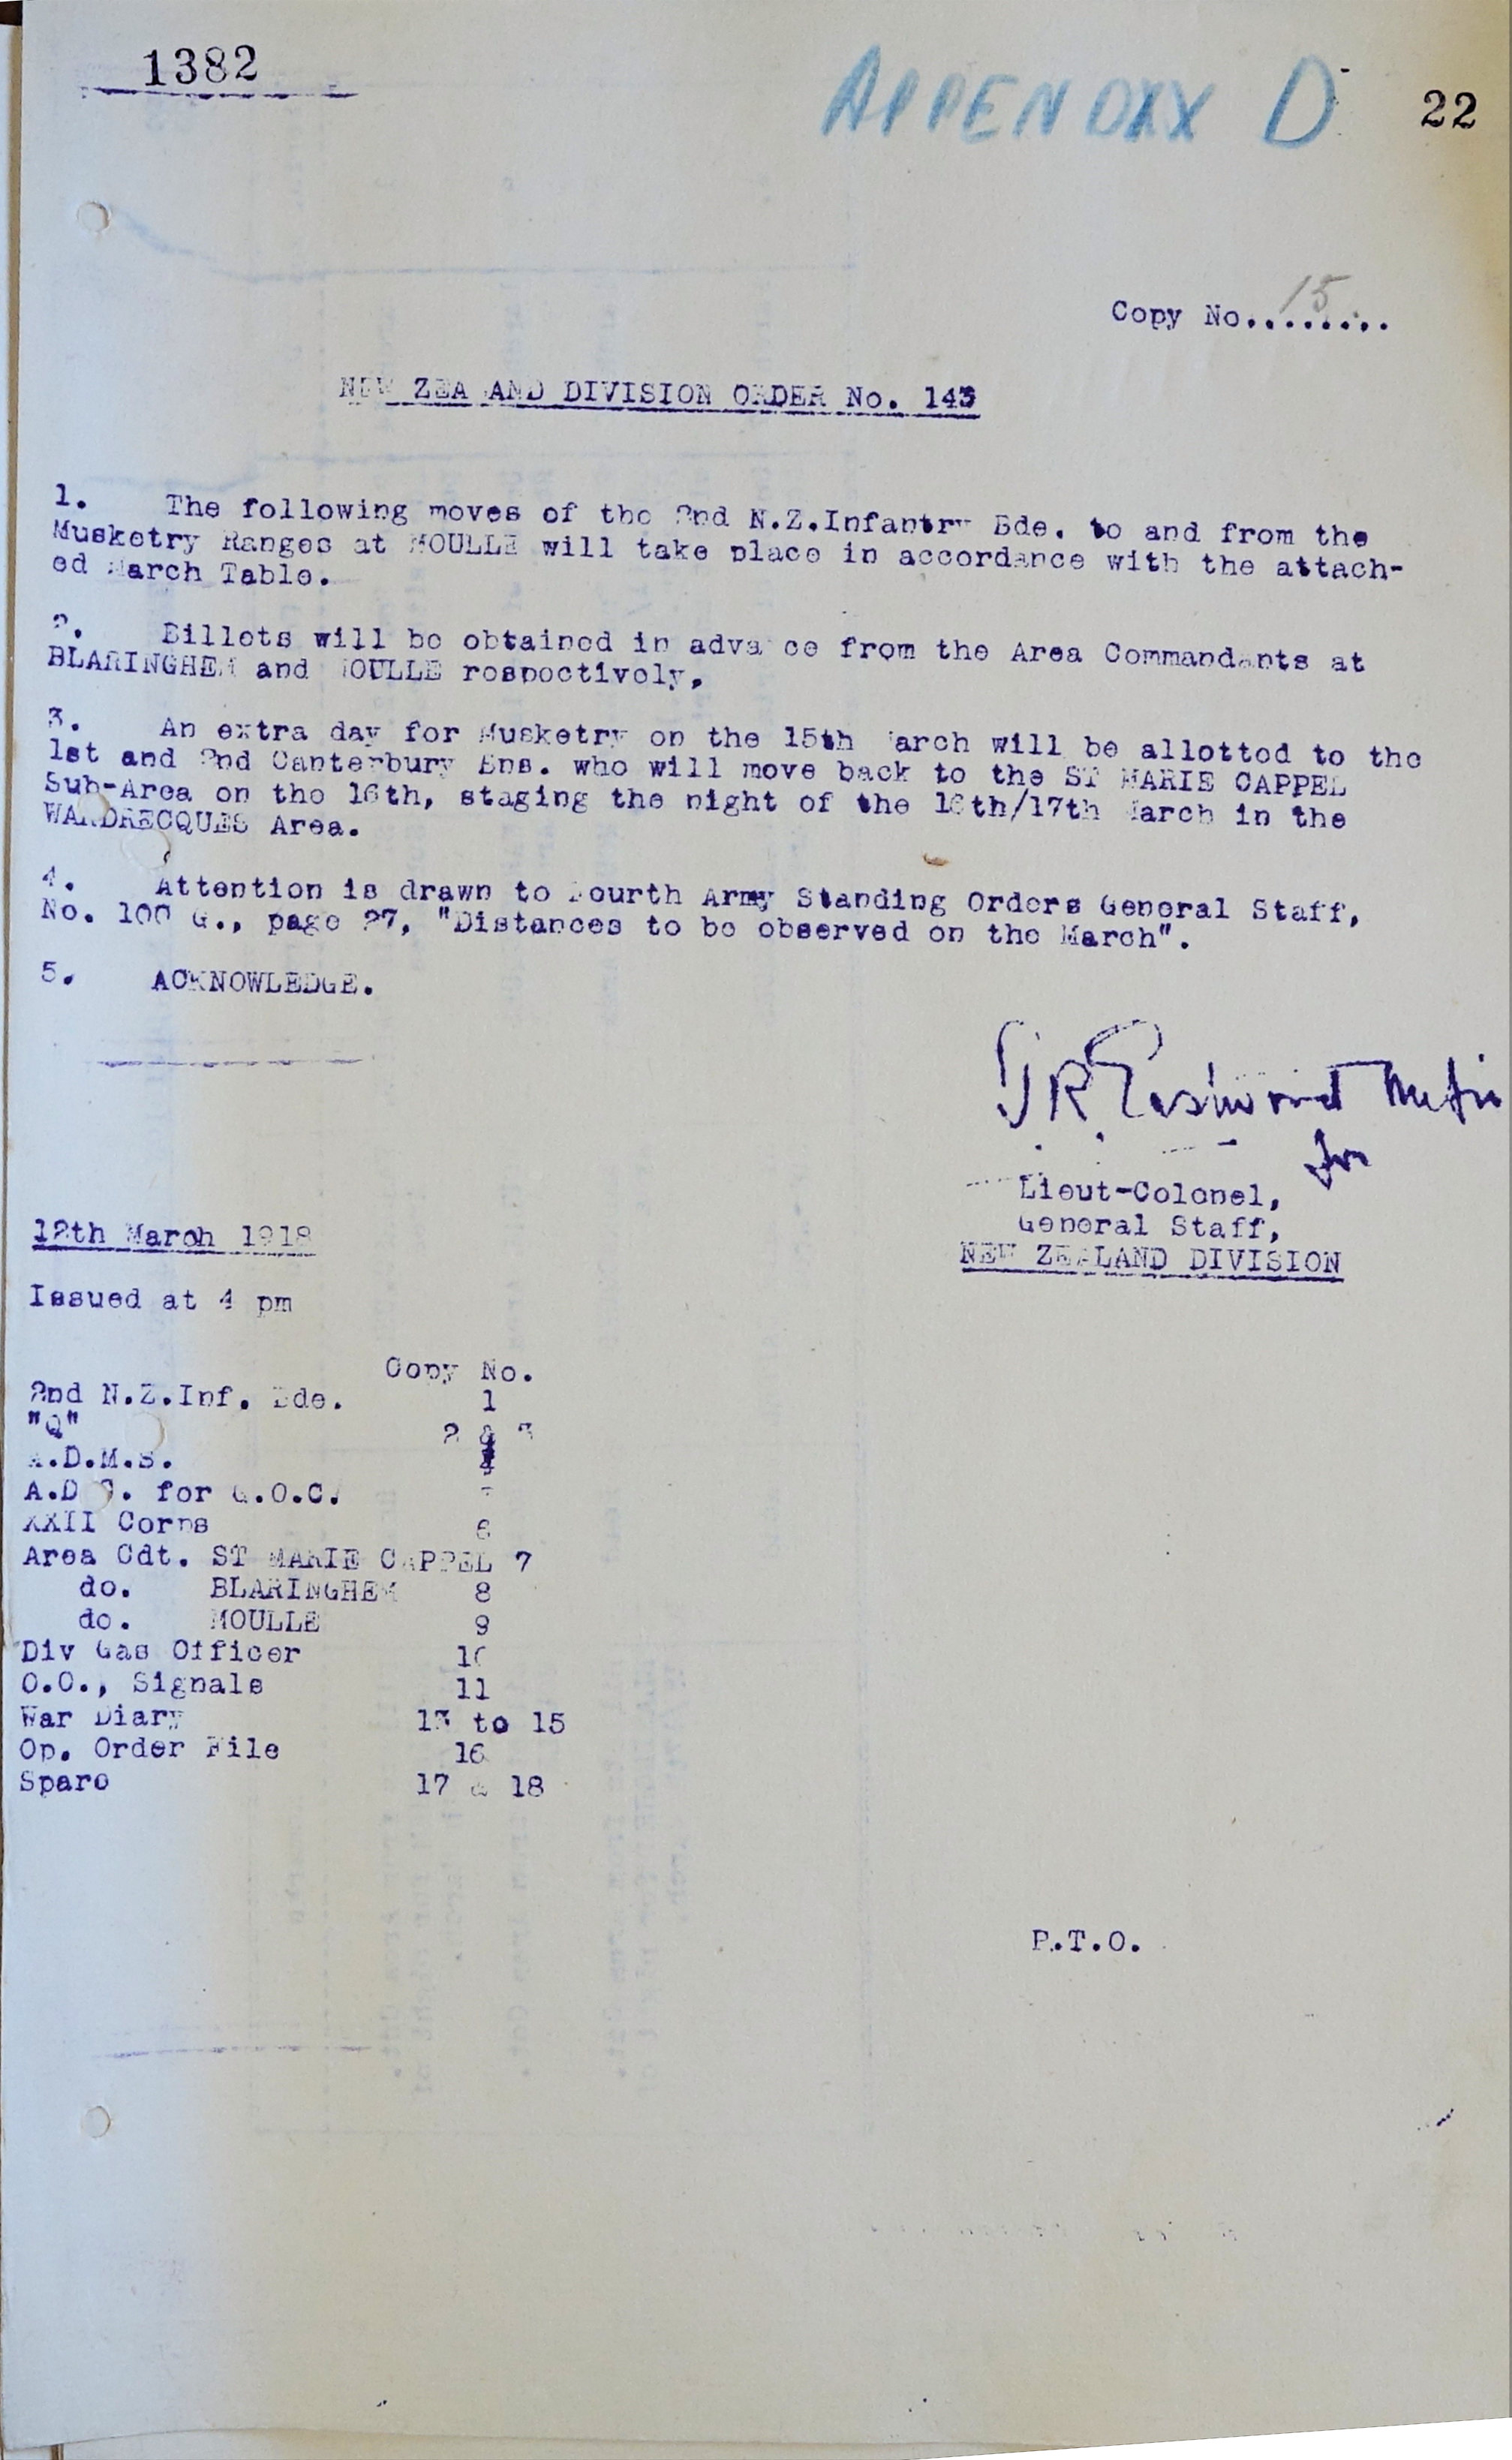 1382
APPENDIX D
22
Copy No. 15
NEW ZEALAND DIVISION ORDER No. 143
1. The following moves of the 2nd N.Z.Infantry Bde. to and from the
Musketry Ranges at MOULLE will take place in accordance with the attach-
ed March Table.
2. Billets will be obtained in advance from the Area Commandants at
BLARINGHEM and MOULLE respectively.
3. An extra day for Musketry on the 15th March will be allotted to the
1st and 2nd Canterbury Bns. who will move back to the ST MARIE CAPPEL
Sub-Area on the 16th, staging the night of the 16th/17th March in the
WARDRECQUES Area.
4. Attention is drawn to Fourth Army Standing Orders General Staff,
No. 100 G., page 27, "Distances to be observed on the March".
5. ACKNOWLEDGE.
for
Lieut-Colonel,
General Staff,
NEW ZEALAND DIVISION
12th March 1918
Issued at 4 pm
Copy No.
2nd N.Z.Inf. Bde. 1
"Q" 2 & 3
A.D.M.S. 4
A.D.C. for G.O.C.
XXII Corps 6
Area Cdt. ST MARIE CAPPEL 7
do. BLARINGHEM 8
do. MOULLE 9
Div Gas Officer 10
O.O., Signals 11
War Diary 13 to 15
Op. Order File 16
Spare 17 & 18
P.T.O.